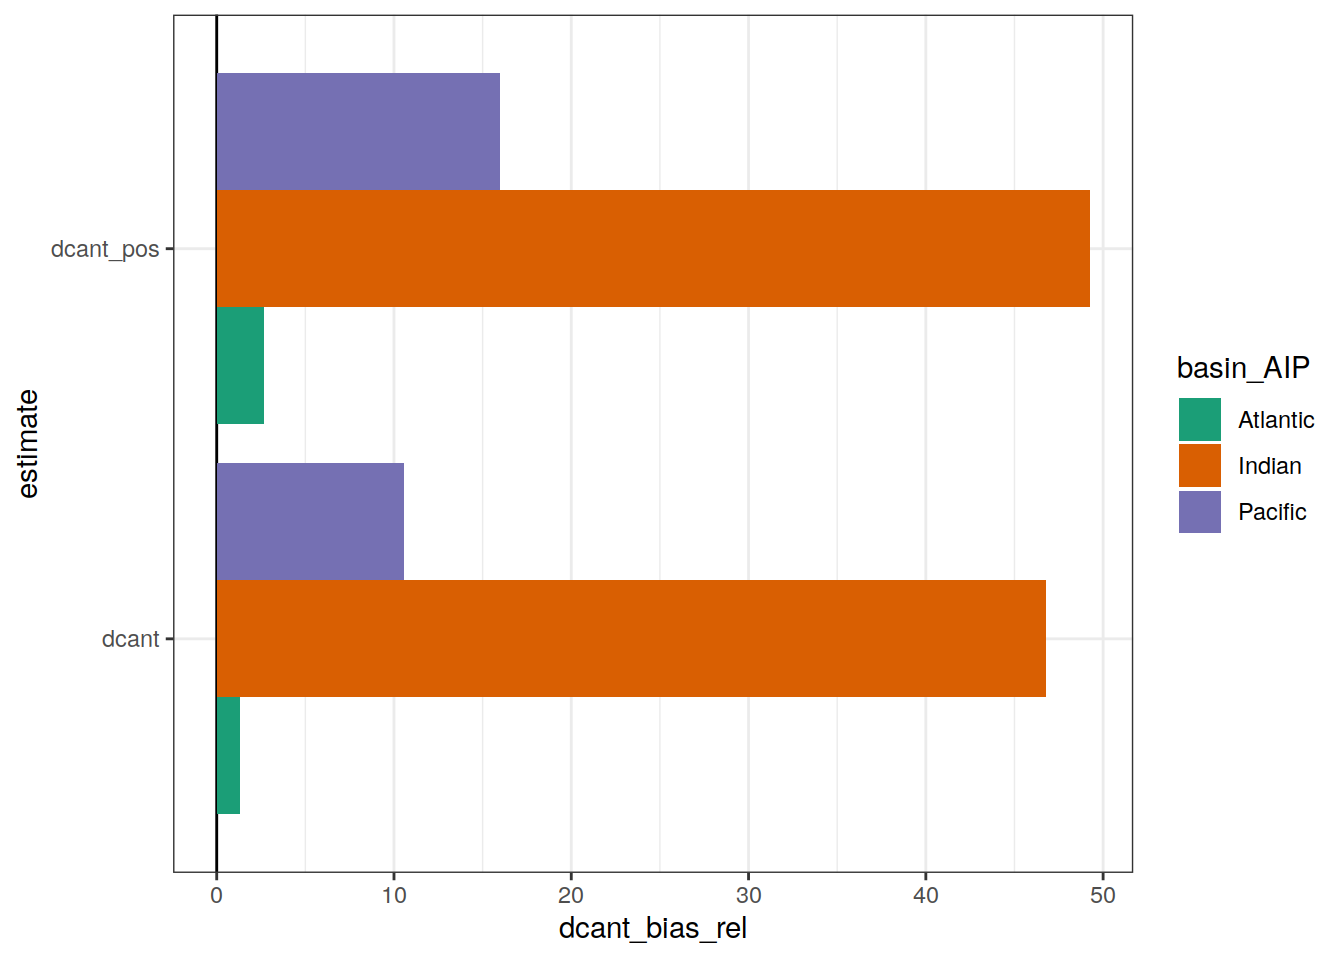 dcant_pos
dcant
estimate
0 10 20 30 40 50
dcant_bias_rel
basin_AIP
Atlantic
Indian
Pacific